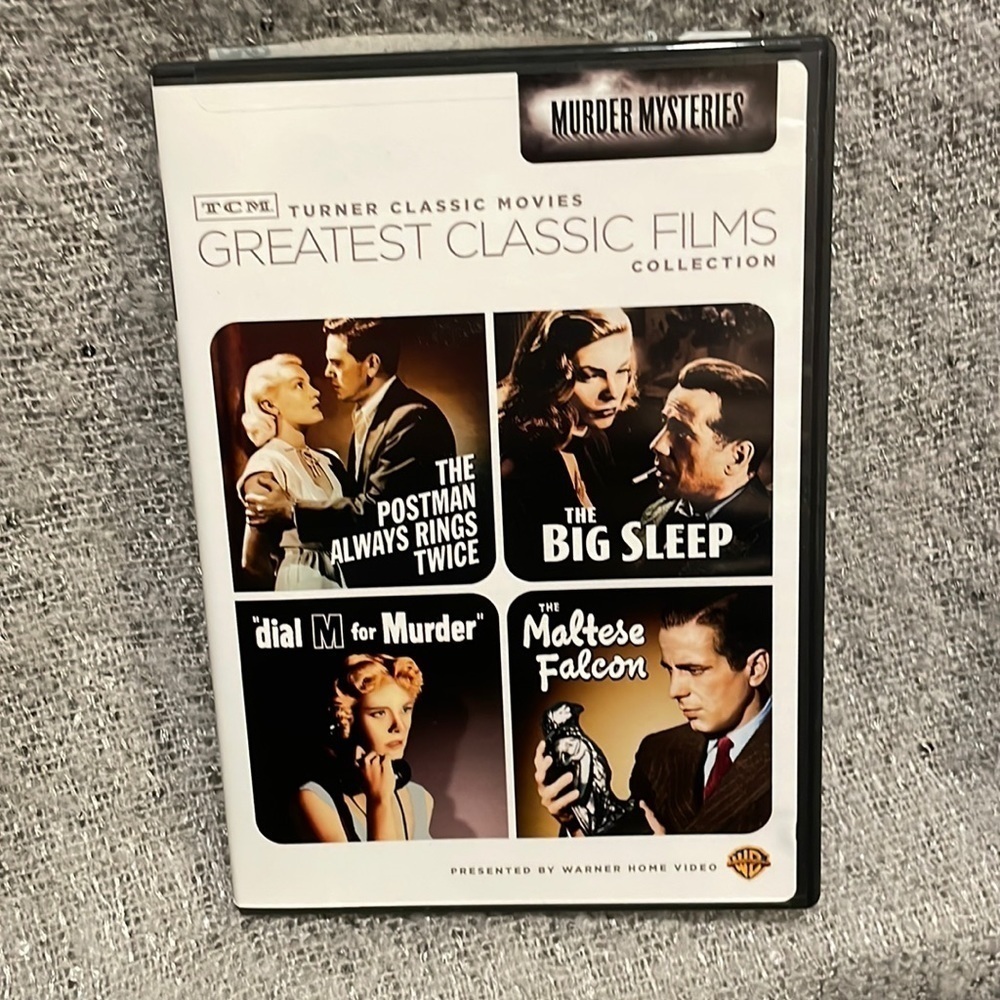 MURDER MYSTERIES
TCM TURNER CLASSIC MOVIES
GREATEST CLASSIC FILMS
COLLECTION
THE
POSTMAN
ALWAYS RINGS
TWICE
THE
BIG SLEEP
"dial M for Murder"
THE
Maltese
Falcon
PRESENTED BY WARNER HOME VIDEO WB